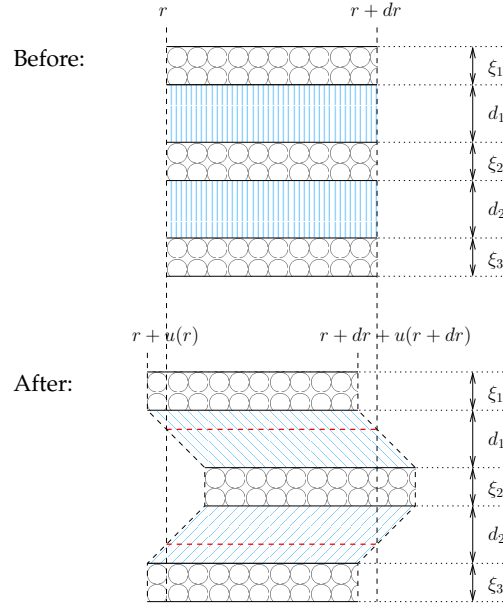 r r + dr
Before:
ξ1
d1
ξ2
d2
ξ3
r + u(r) r + dr + u(r + dr)
After:
ξ1
d1
ξ2
d2
ξ3